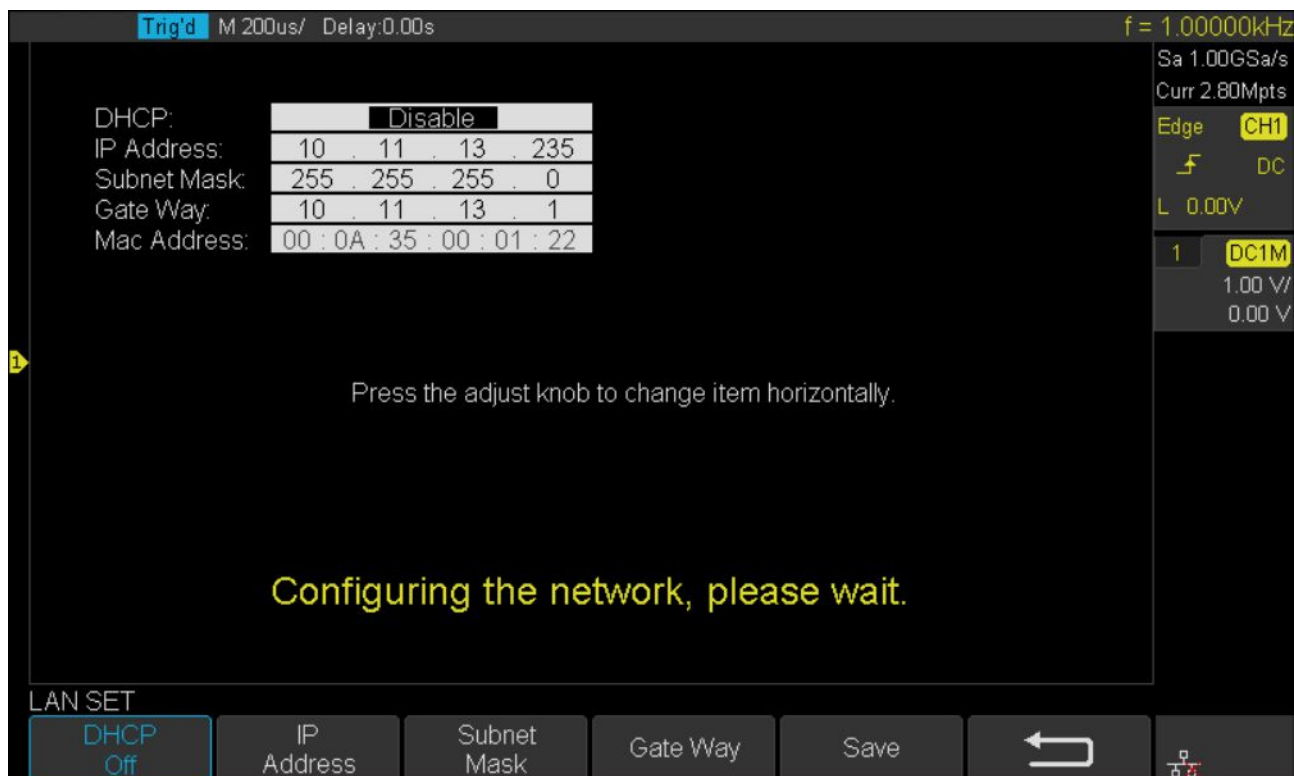 Trig'd M 200us/ Delay:0.00s f = 1.00000kHz
Sa 1.00GSa/s
Curr 2.80Mpts
DHCP: Disable
Edge CH1
IP Address: 10 . 11 . 13 . 235
DC
Subnet Mask: 255 . 255 . 255 . 0
Gate Way: 10 . 11 . 13 . 1
L 0.00V
Mac Address: 00 : 0A : 35 : 00 : 01 : 22
1 DC1M
1.00 V/
0.00 V
1
Press the adjust knob to change item horizontally.
Configuring the network, please wait.
LAN SET
DHCP
Off
IP
Address
Subnet
Mask
Gate Way
Save